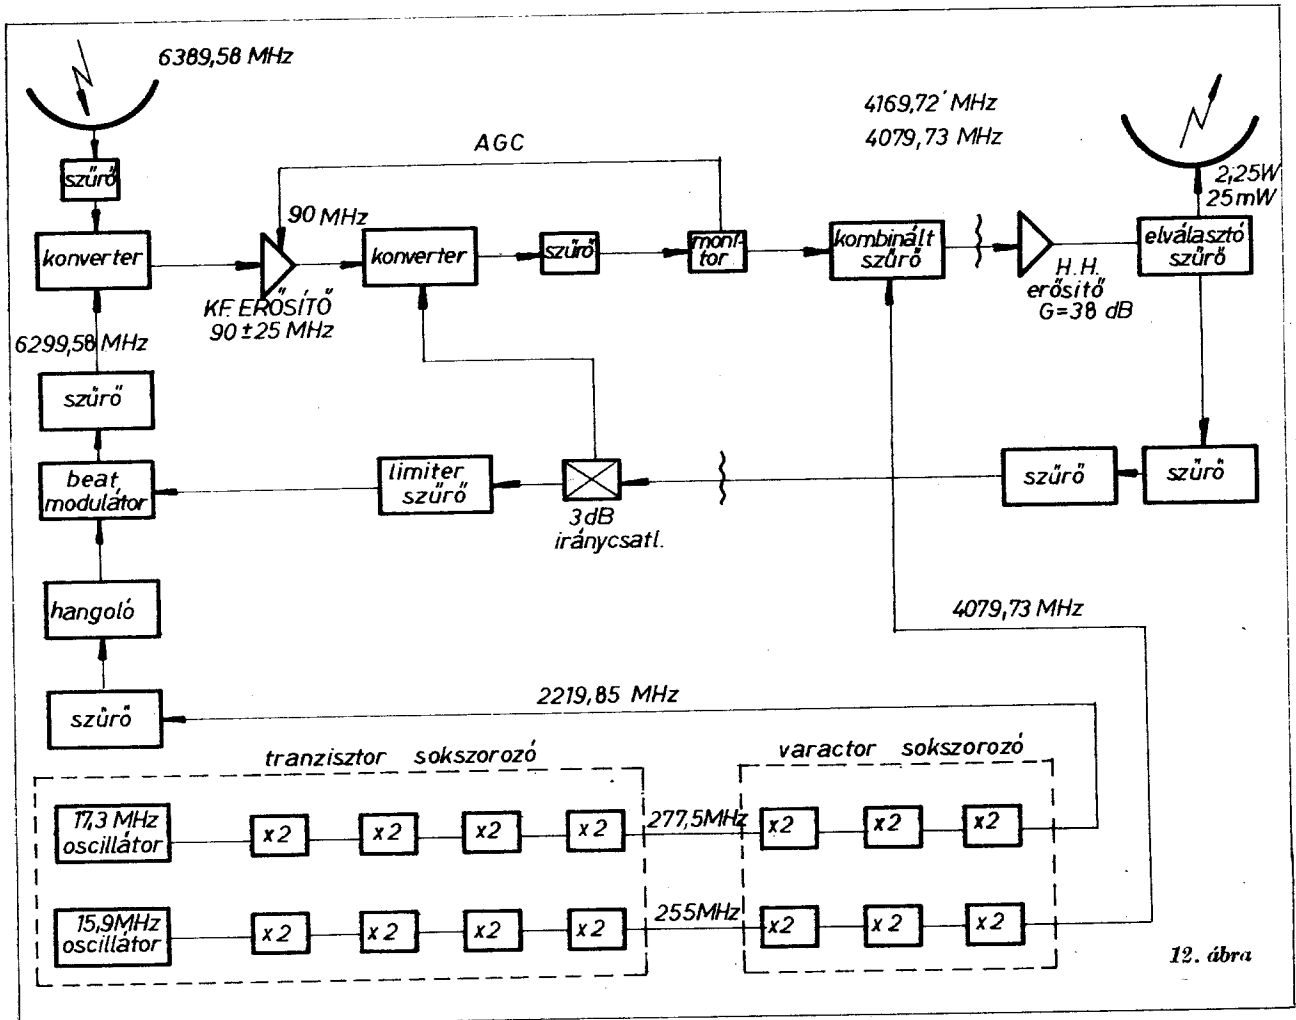 6389,58 MHz
4169,72 MHz
4079,73 MHz
AGC
2,25W
25mW
szűrő
90 MHz
konverter
konverter
szűrő
moni-
tor
kombinált
szűrő
elválasztó
szűrő
H.H.
erősítő
G=38 dB
KF. ERŐSÍTŐ
90 ± 25 MHz
6299,58 MHz
szűrő
beat
modulátor
limiter
szűrő
3 dB
iránycsatl.
szűrő
szűrő
hangoló
4079,73 MHz
szűrő
2219,85 MHz
tranzisztor sokszorozó
varactor sokszorozó
17,3 MHz
oscillátor
x2
x2
x2
x2
277,5MHz
x2
x2
x2
15,9MHz
oscillátor
x2
x2
x2
x2
255MHz
x2
x2
x2
12. ábra